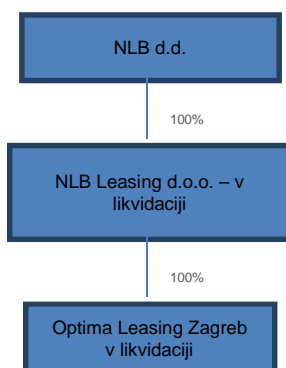 NLB d.d.
100%
NLB Leasing d.o.o. – v
likvidaciji
100%
Optima Leasing Zagreb
v likvidaciji